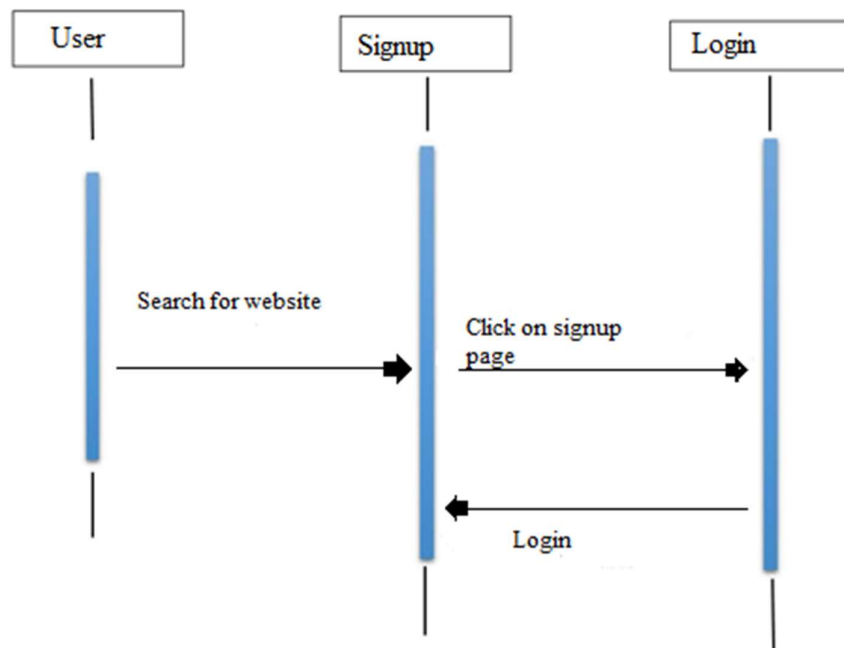 User
Signup
Login
Search for website
Click on signup
page
Login